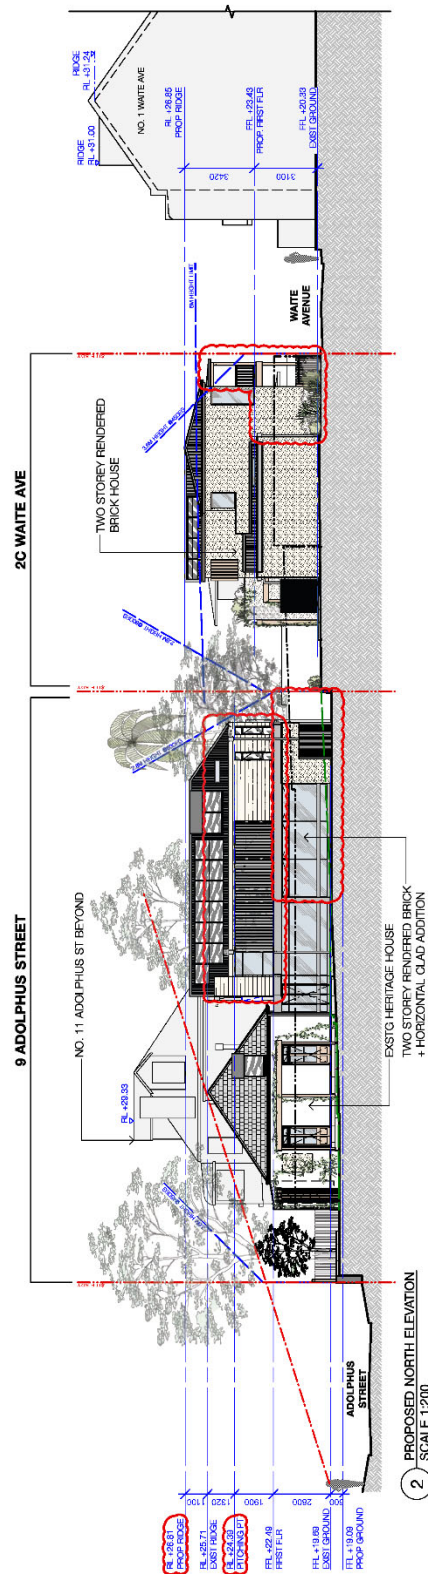 9 ADOLPHUS STREET
2C WAITE AVE
NO. 11 ADOLPHUS ST BEYOND
RL +29.33
TWO STOREY RENDERED
BRICK HOUSE
RIDGE
RL +31.00
RIDGE
RL +31.24
NO. 1 WAITE AVE
8M HEIGHT LIMIT
RL +26.81
PROP RIDGE
RL +25.71
EXIST RIDGE
RL +24.39
PITCHING PT
FFL +22.49
FIRST FLR
FFL +19.69
EXIST GROUND
FFL +19.09
PROP GROUND
1100
1320
1900
2800
RL +26.85
PROP RIDGE
FFL +23.43
PROP. FIRST FLR
FFL +20.33
EXIST GROUND
3420
3100
ADOLPHUS
STREET
EXSTG HERITAGE HOUSE
TWO STOREY RENDERED BRICK
+ HORIZONTAL CLAD ADDITION
WAITE
AVENUE
2
PROPOSED NORTH ELEVATION
SCALE 1:200